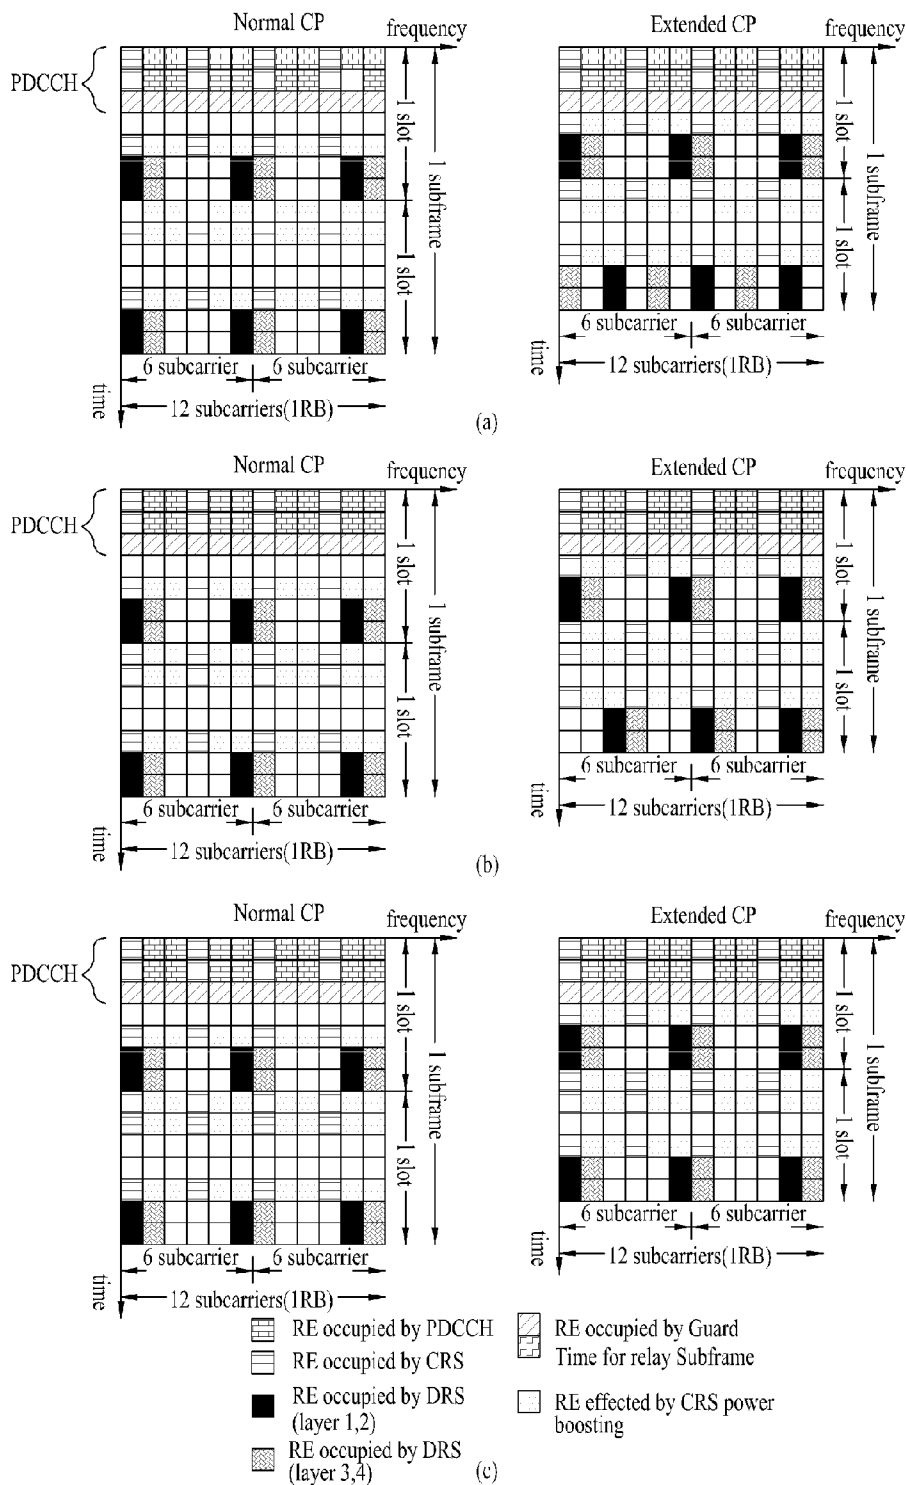 Normal CP
frequency
Extended CP
frequency
PDCCH
1 slot
1 slot
1 subframe
1 slot
1 slot
1 subframe
6 subcarrier
6 subcarrier
12 subcarriers(1RB)
time
6 subcarrier
6 subcarrier
12 subcarriers(1RB)
time
(a)
Normal CP
frequency
Extended CP
frequency
PDCCH
1 slot
1 slot
1 subframe
1 slot
1 slot
1 subframe
6 subcarrier
6 subcarrier
12 subcarriers(1RB)
time
6 subcarrier
6 subcarrier
12 subcarriers(1RB)
time
(b)
Normal CP
frequency
Extended CP
frequency
PDCCH
1 slot
1 slot
1 subframe
1 slot
1 slot
1 subframe
6 subcarrier
6 subcarrier
12 subcarriers(1RB)
time
6 subcarrier
6 subcarrier
12 subcarriers(1RB)
time
RE occupied by PDCCH
RE occupied by CRS
RE occupied by DRS
(layer 1,2)
RE occupied by DRS
(layer 3,4)
RE occupied by Guard
Time for relay Subframe
RE effected by CRS power
boosting
(c)